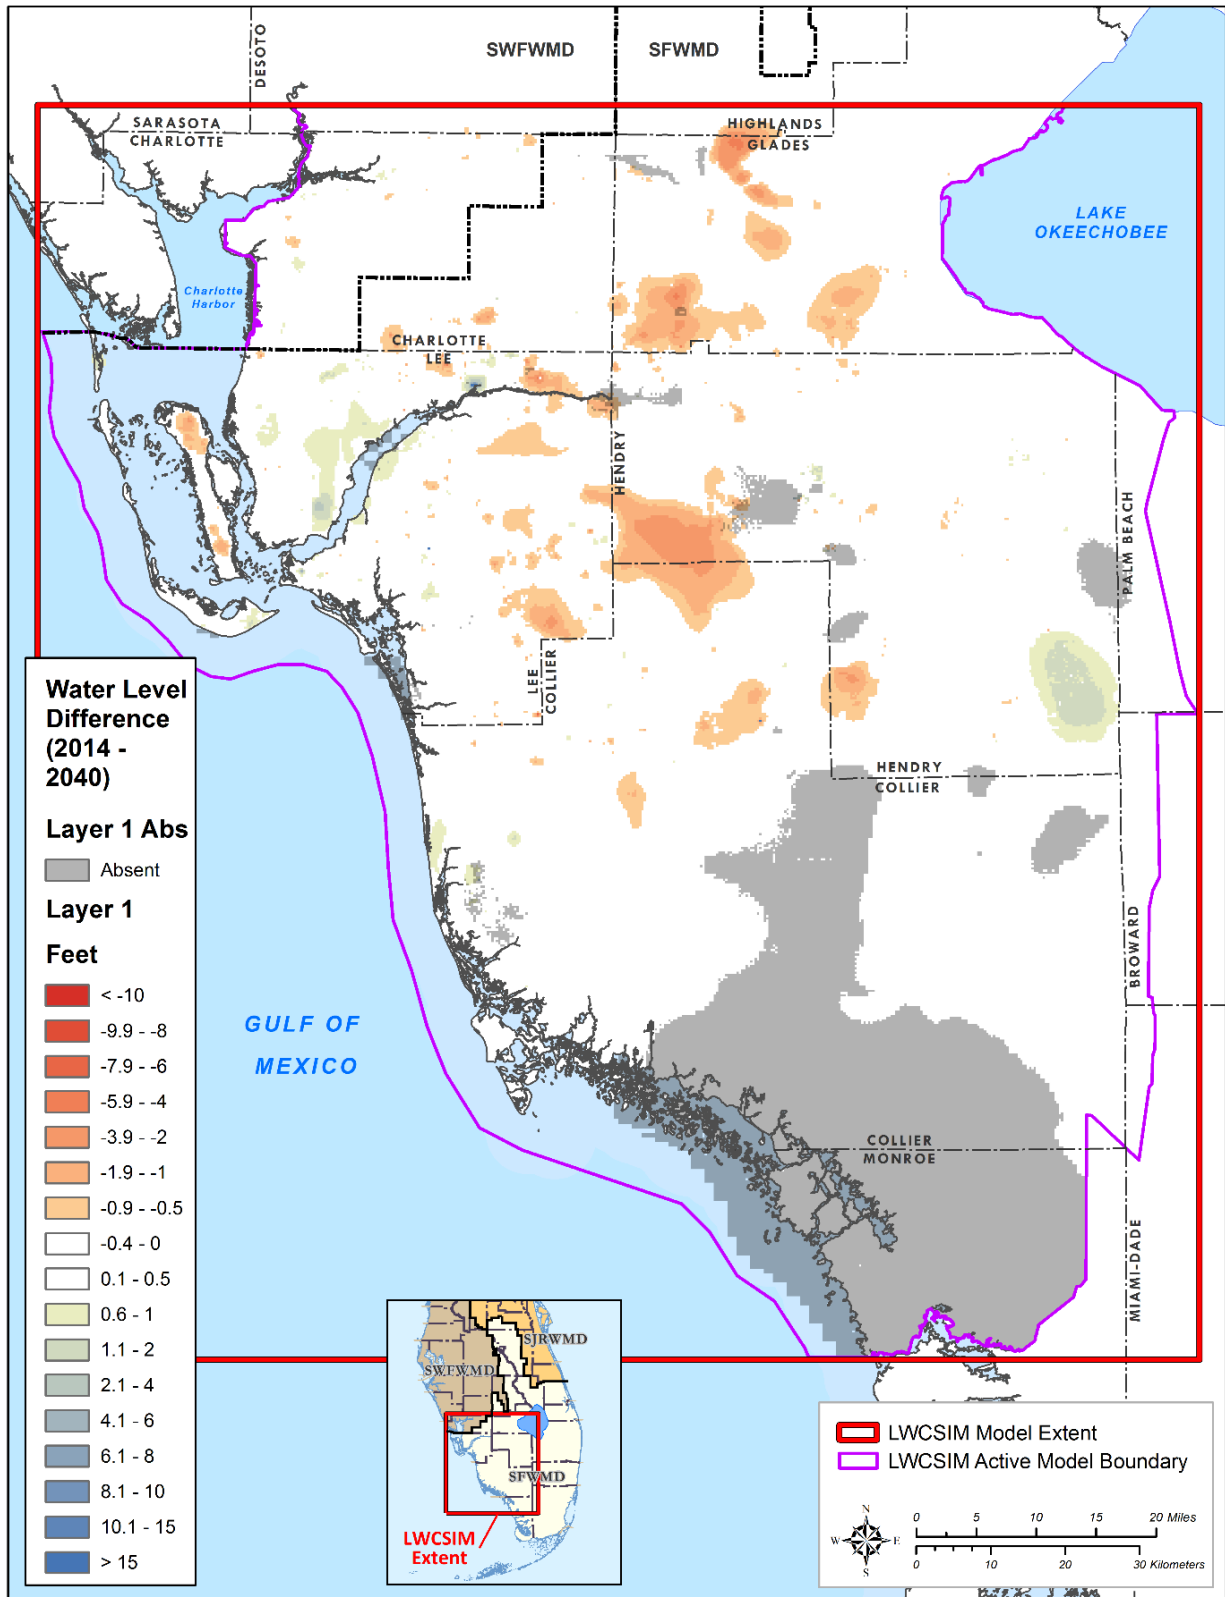 DESOTO
SWFWMD
SFWMD
SARASOTA
CHARLOTTE
HIGHLANDS
GLADES
LAKE
OKEECHOBEE
Charlotte
Harbor
CHARLOTTE
LEE
HENDRY
PALM BEACH
LEE
COLLIER
HENDRY
COLLIER
BROWARD
GULF OF
MEXICO
COLLIER
MONROE
MIAMI-DADE
Water Level
Difference
(2014 -
2040)
Layer 1 Abs
Absent
Layer 1
Feet
< -10
-9.9 - -8
-7.9 - -6
-5.9 - -4
-3.9 - -2
-1.9 - -1
-0.9 - -0.5
-0.4 - 0
0.1 - 0.5
0.6 - 1
1.1 - 2
2.1 - 4
4.1 - 6
6.1 - 8
8.1 - 10
10.1 - 15
> 15
SJRWMD
SWFWMD
SFWMD
LWCSIM
Extent
LWCSIM Model Extent
LWCSIM Active Model Boundary
N
W
E
S
0 5 10 15 20 Miles
0 10 20 30 Kilometers